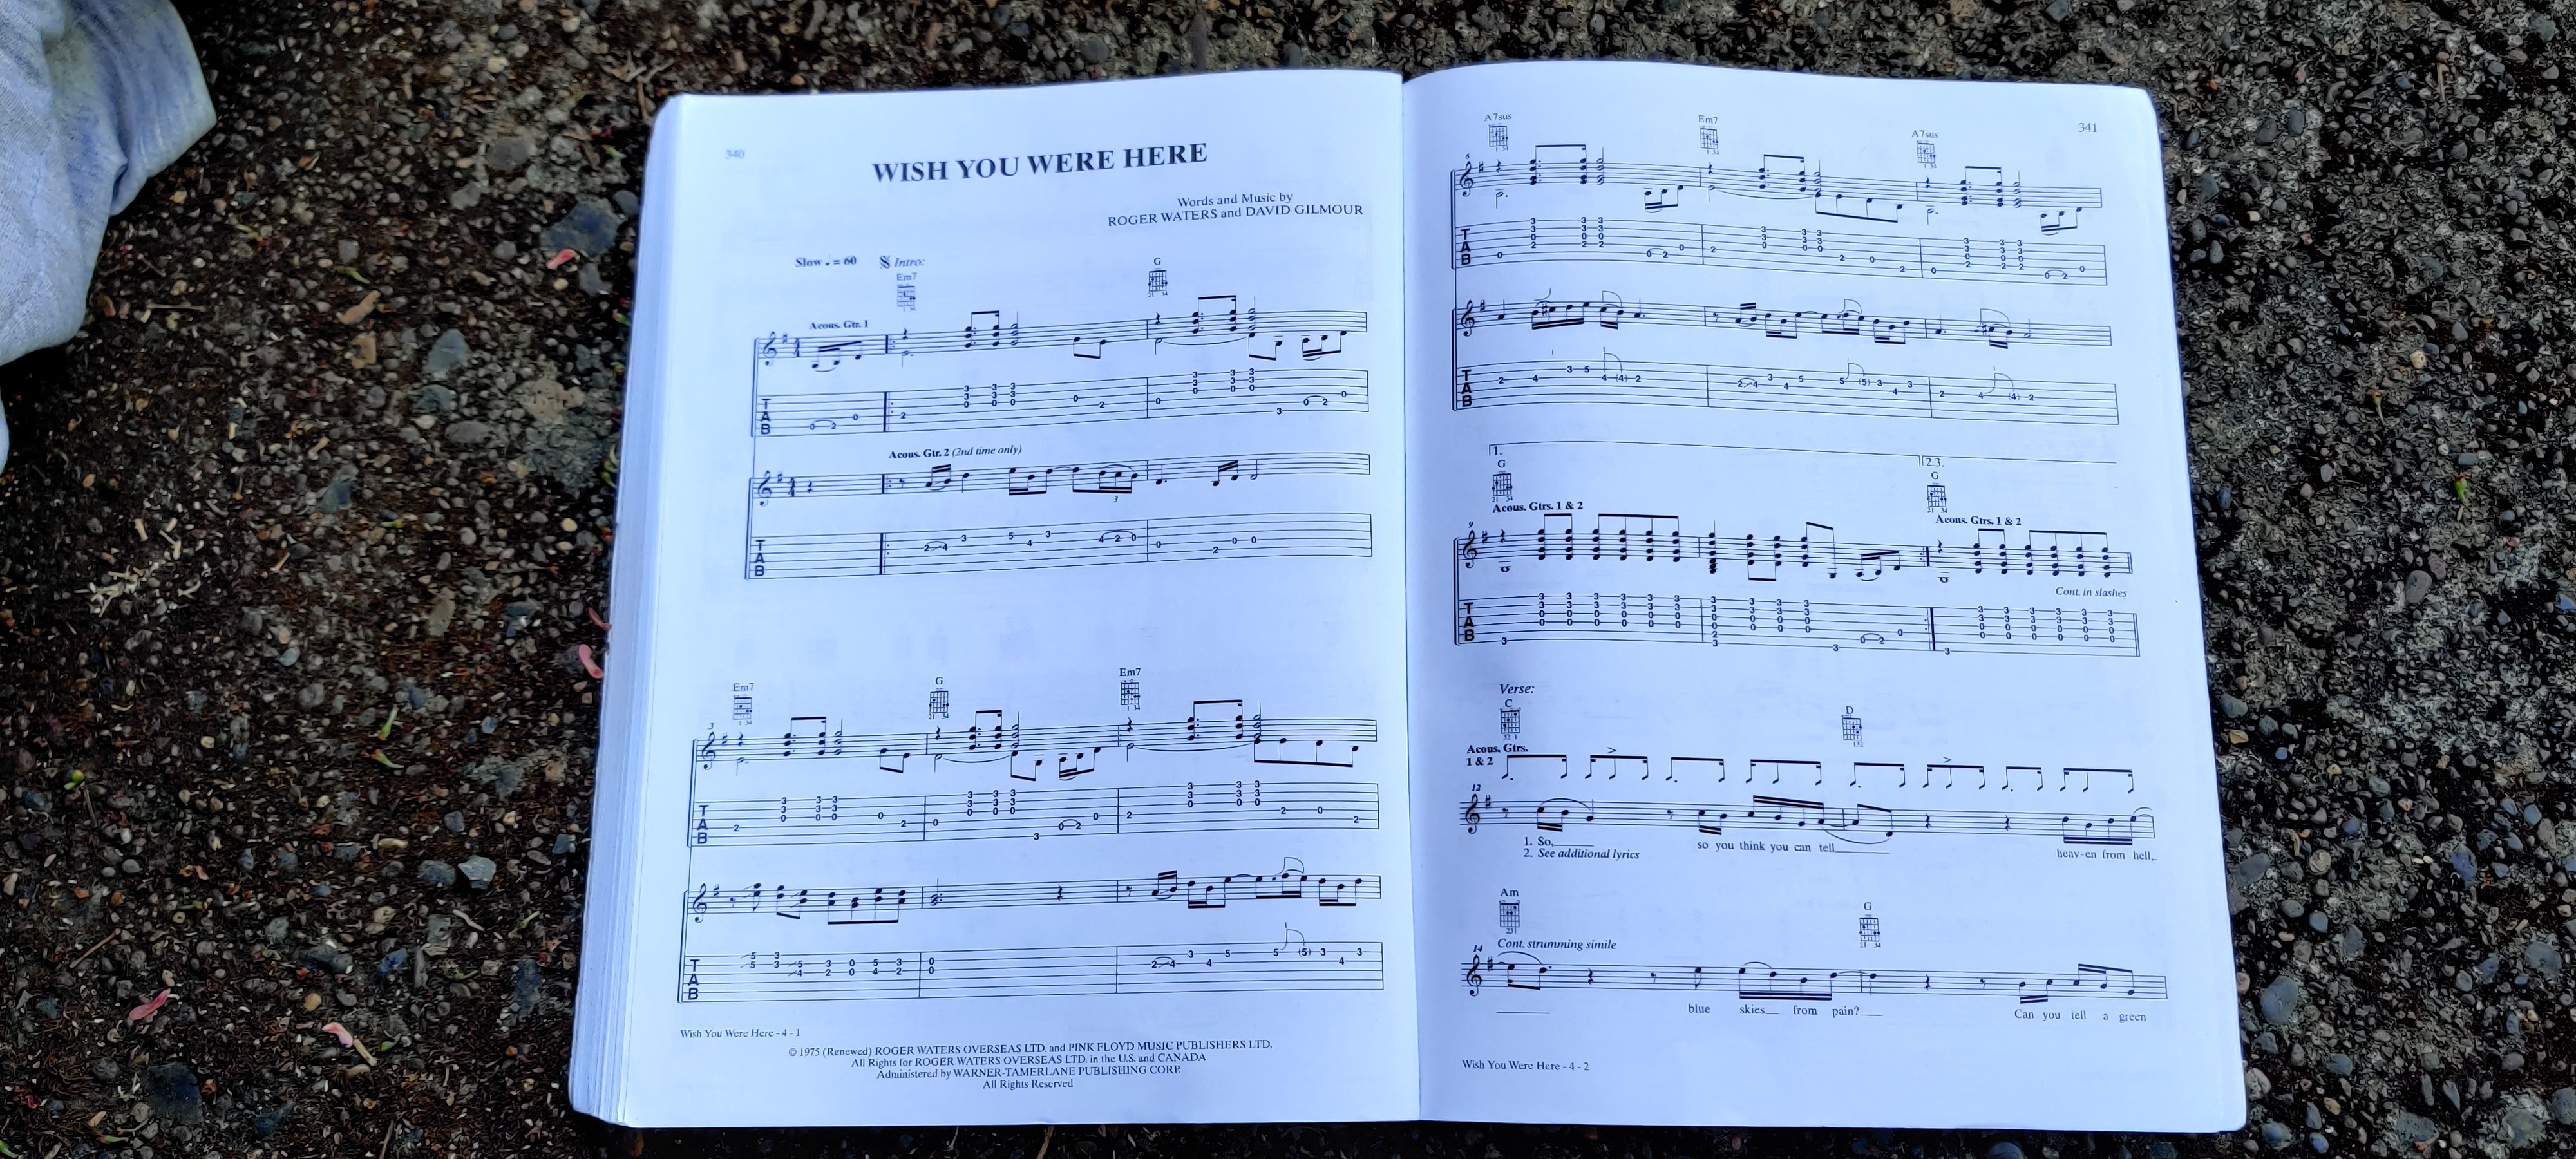 340
WISH YOU WERE HERE
Words and Music by
ROGER WATERS and DAVID GILMOUR
Slow ♩ = 60
Intro:
Em7
G
Acous. Gtr. 1
Acous. Gtr. 2 (2nd time only)
Em7
G
Em7
Wish You Were Here - 4 - 1
© 1975 (Renewed) ROGER WATERS OVERSEAS LTD. and PINK FLOYD MUSIC PUBLISHERS LTD.
All Rights for ROGER WATERS OVERSEAS LTD. in the U.S. and CANADA
Administered by WARNER-TAMERLANE PUBLISHING CORP.
All Rights Reserved
341
A7sus
Em7
A7sus
1.
2.3.
G
G
Acous. Gtrs. 1 & 2
Acous. Gtrs. 1 & 2
Cont. in slashes
Verse:
C
D
Acous. Gtrs.
1 & 2
12
1. So,
so you think you can tell
heav-en from hell,
2. See additional lyrics
Am
G
Cont. strumming simile
14
blue skies from pain?
Can you tell a green
Wish You Were Here - 4 - 2